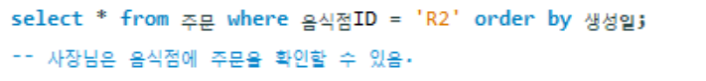 select * from 주문 where 음식점ID = 'R2' order by 생성일;
-- 사장님은 음식점에 주문을 확인할 수 있음.